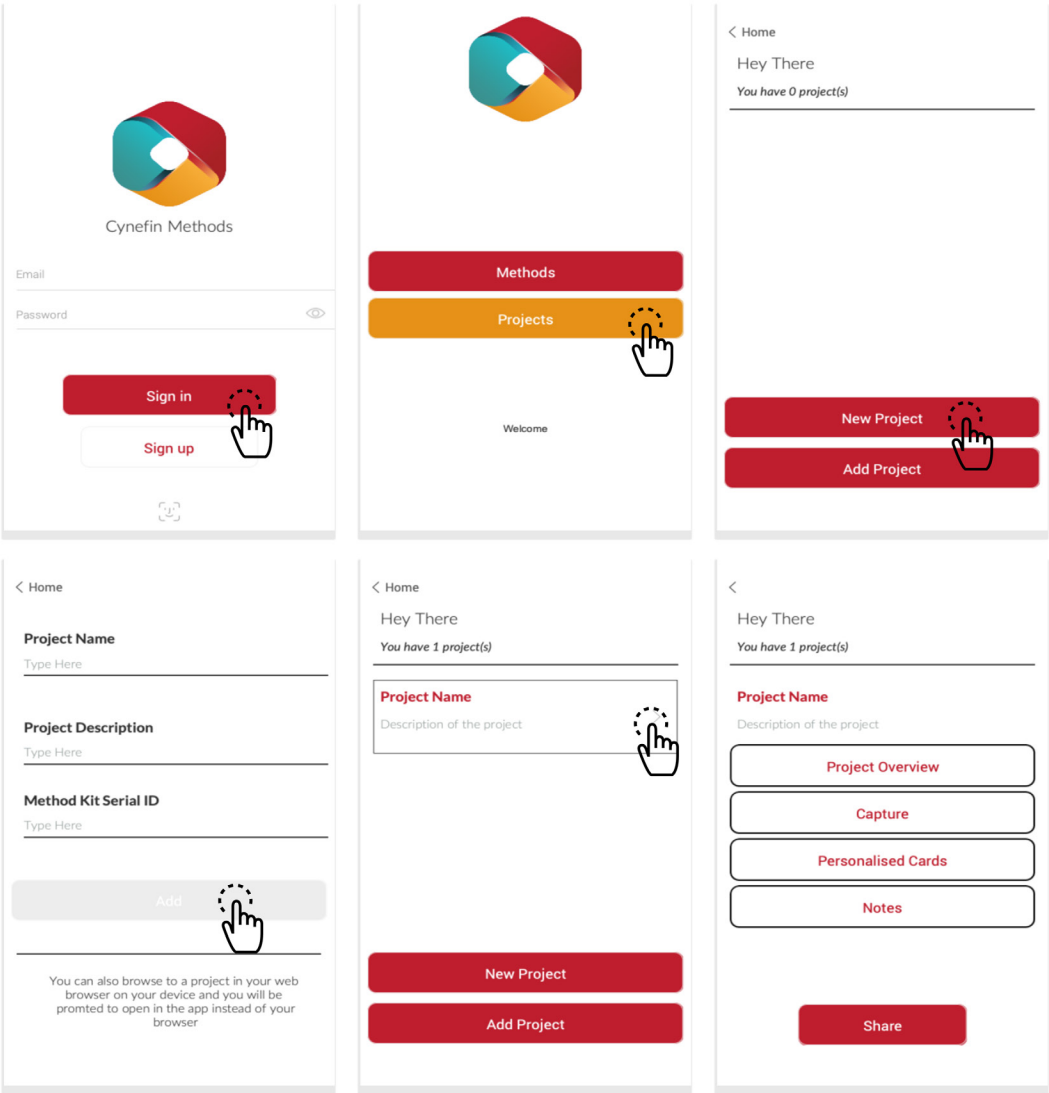 Cynefin Methods
Email
Password
Sign in
Sign up
Methods
Projects
Welcome
Home
Hey There
You have 0 project(s)
New Project
Add Project
Home
Project Name
Type Here
Project Description
Type Here
Method Kit Serial ID
Type Here
Add
You can also browse to a project in your web
browser on your device and you will be
promted to open in the app instead of your
browser
Home
Hey There
You have 1 project(s)
Project Name
Description of the project
New Project
Add Project
Hey There
You have 1 project(s)
Project Name
Description of the project
Project Overview
Capture
Personalised Cards
Notes
Share